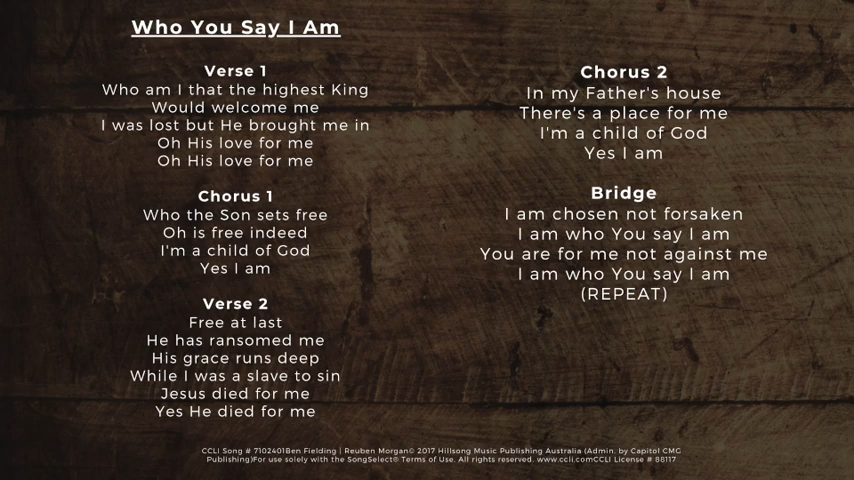 Who You Say I Am
Verse 1
Who am I that the highest King
Would welcome me
I was lost but He brought me in
Oh His love for me
Oh His love for me
Chorus 1
Who the Son sets free
Oh is free indeed
I'm a child of God
Yes I am
Verse 2
Free at last
He has ransomed me
His grace runs deep
While I was a slave to sin
Jesus died for me
Yes He died for me
Chorus 2
In my Father's house
There's a place for me
I'm a child of God
Yes I am
Bridge
I am chosen not forsaken
I am who You say I am
You are for me not against me
I am who You say I am
(REPEAT)
CCLI Song # 7102401Ben Fielding | Reuben Morgan© 2017 Hillsong Music Publishing Australia (Admin. by Capitol CMG
Publishing)For use solely with the SongSelect® Terms of Use. All rights reserved. www.ccli.comCCLI License # 88117